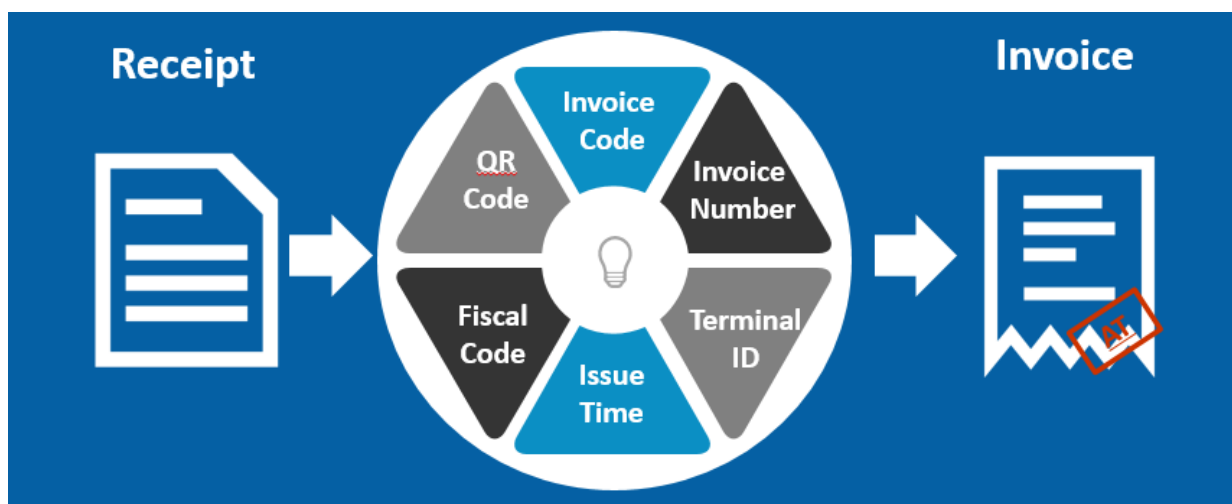 Receipt
Invoice
Invoice
Code
Invoice
Number
Terminal
ID
Issue
Time
Fiscal
Code
QR
Code
AT